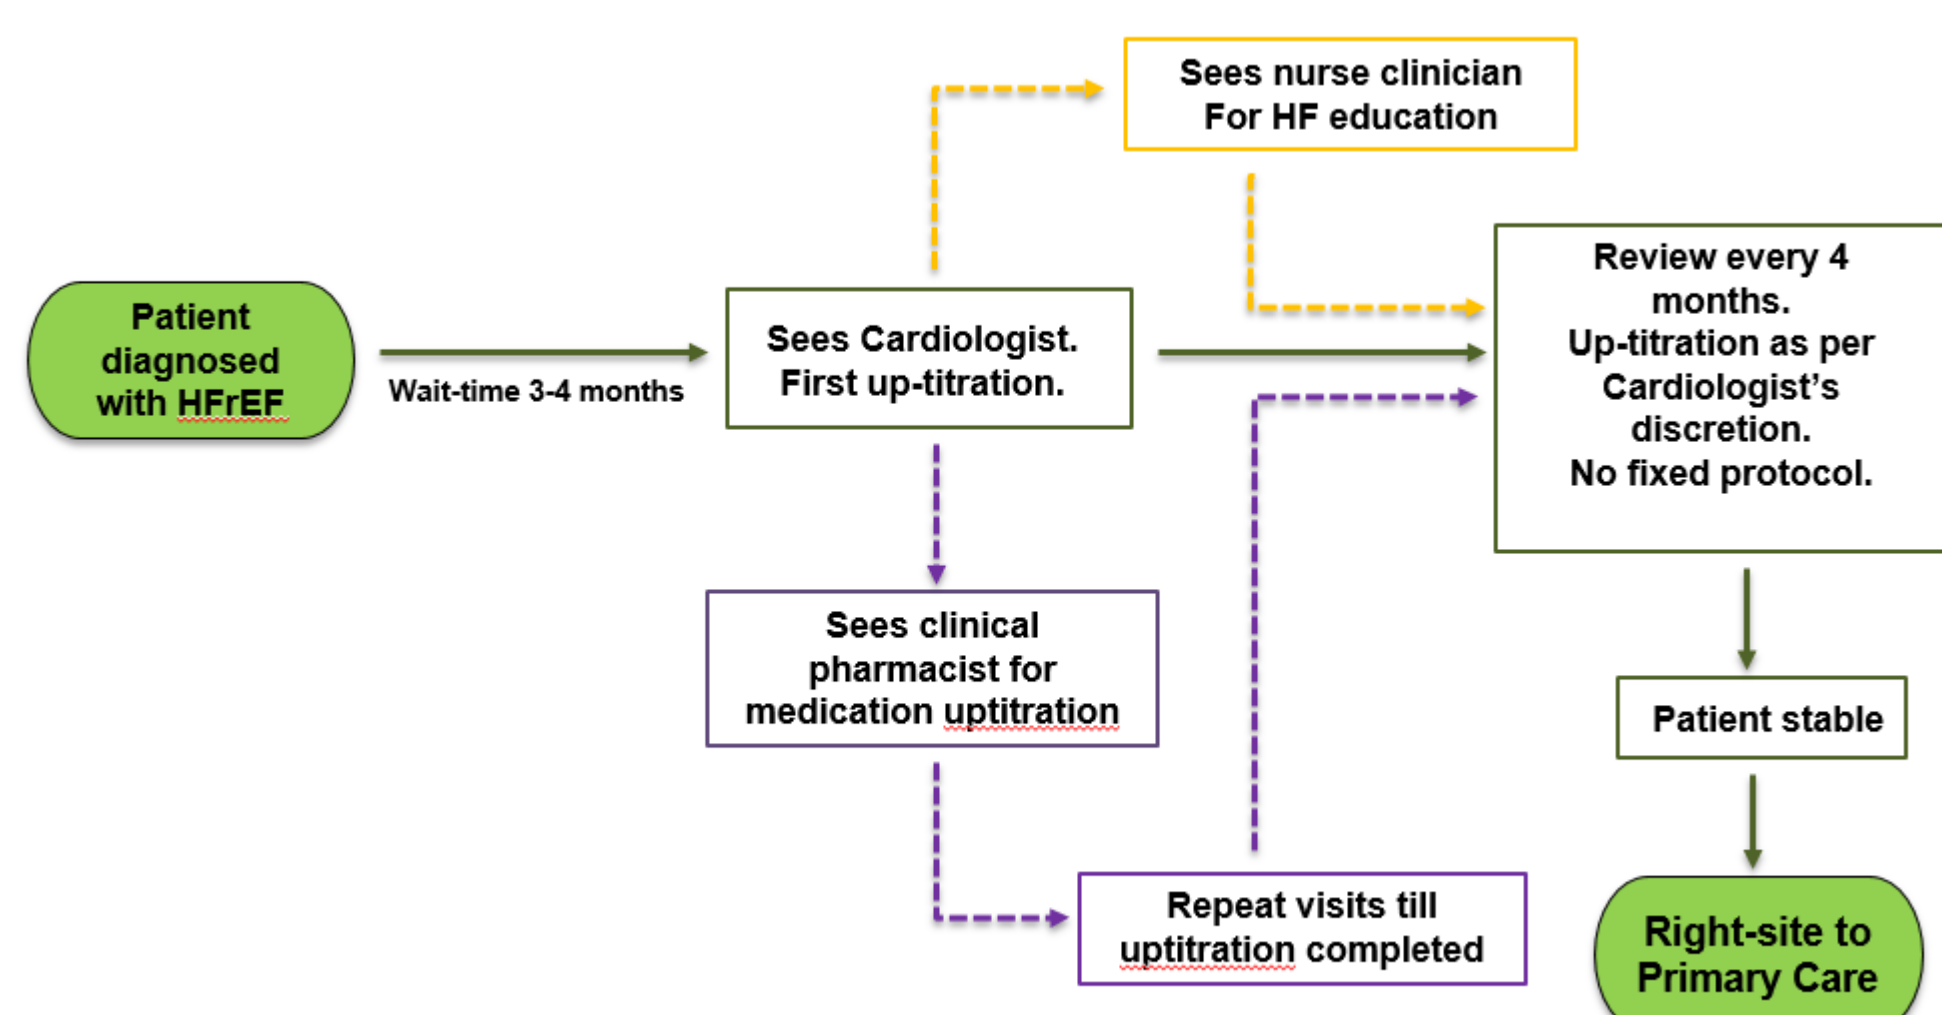 Sees nurse clinician
For HF education
Patient
diagnosed
with HFrEF
Wait-time 3-4 months
Sees Cardiologist.
First up-titration.
Review every 4
months.
Up-titration as per
Cardiologist’s
discretion.
No fixed protocol.
Sees clinical
pharmacist for
medication uptitration
Patient stable
Repeat visits till
uptitration completed
Right-site to
Primary Care